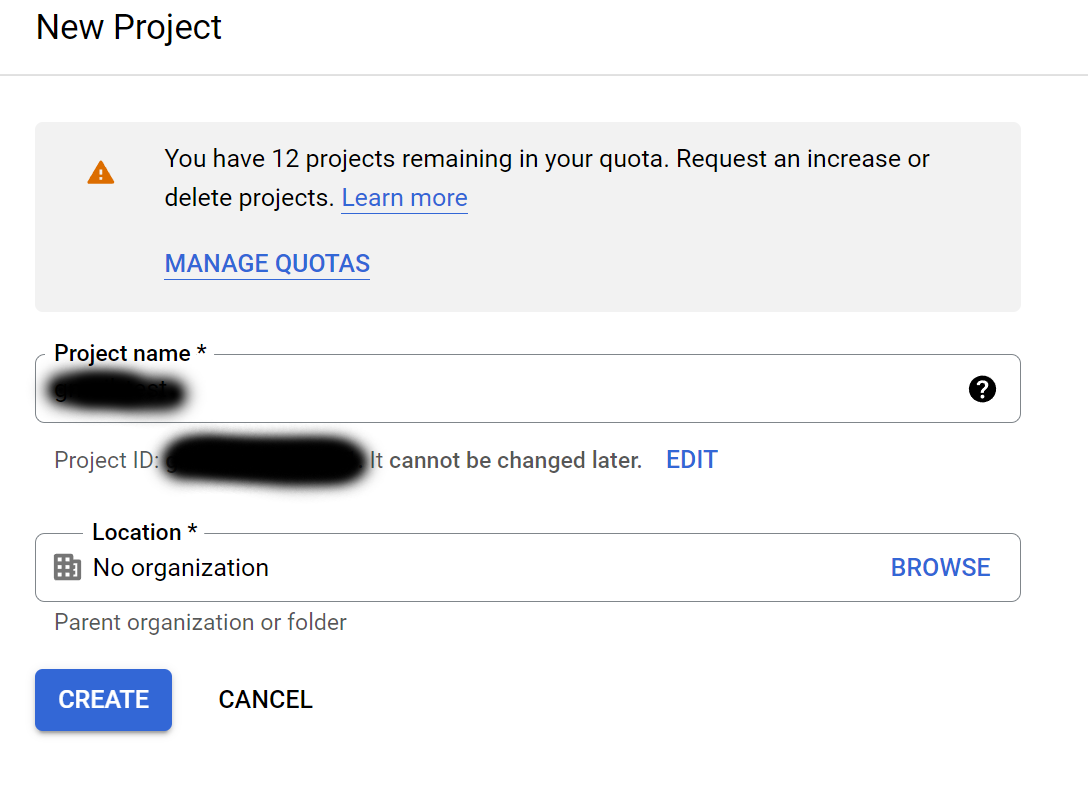 New Project
You have 12 projects remaining in your quota. Request an increase or
delete projects. Learn more
MANAGE QUOTAS
Project name *
Project ID: It cannot be changed later. EDIT
Location *
No organization BROWSE
Parent organization or folder
CREATE CANCEL